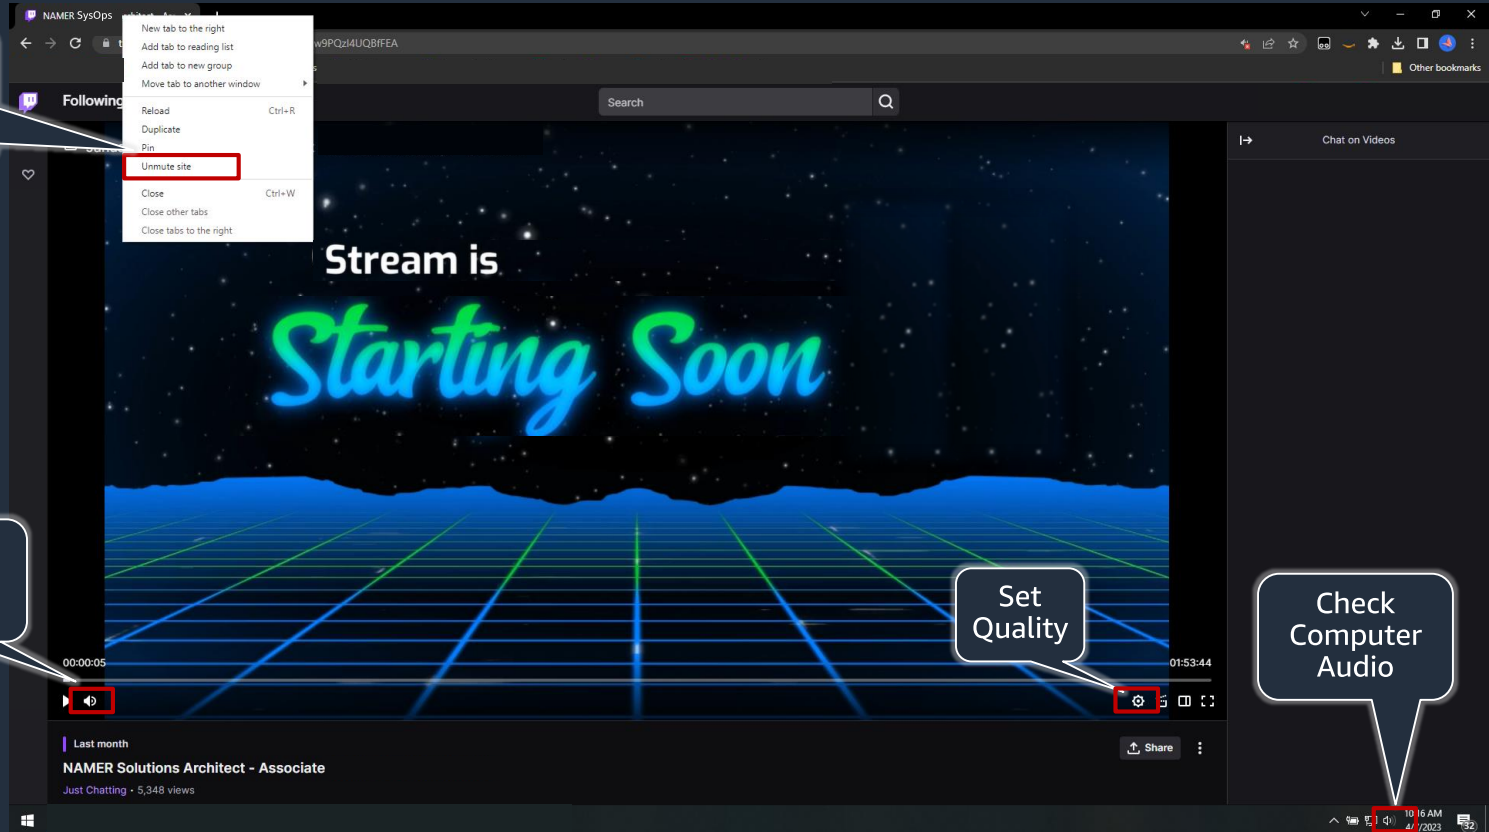 NAMER SysOps
New tab to the right
Add tab to reading list
Add tab to new group
Move tab to another window
Reload Ctrl+R
Duplicate
Pin
Unmute site
Close Ctrl+W
Close other tabs
Close tabs to the right
w9PQzI4UQBfFEA
Other bookmarks
Following
Search
Chat on Videos
Stream is
Starting Soon
Set
Quality
Check
Computer
Audio
00:00:05
01:53:44
Last month
NAMER Solutions Architect - Associate
Just Chatting • 5,348 views
Share
AM
32